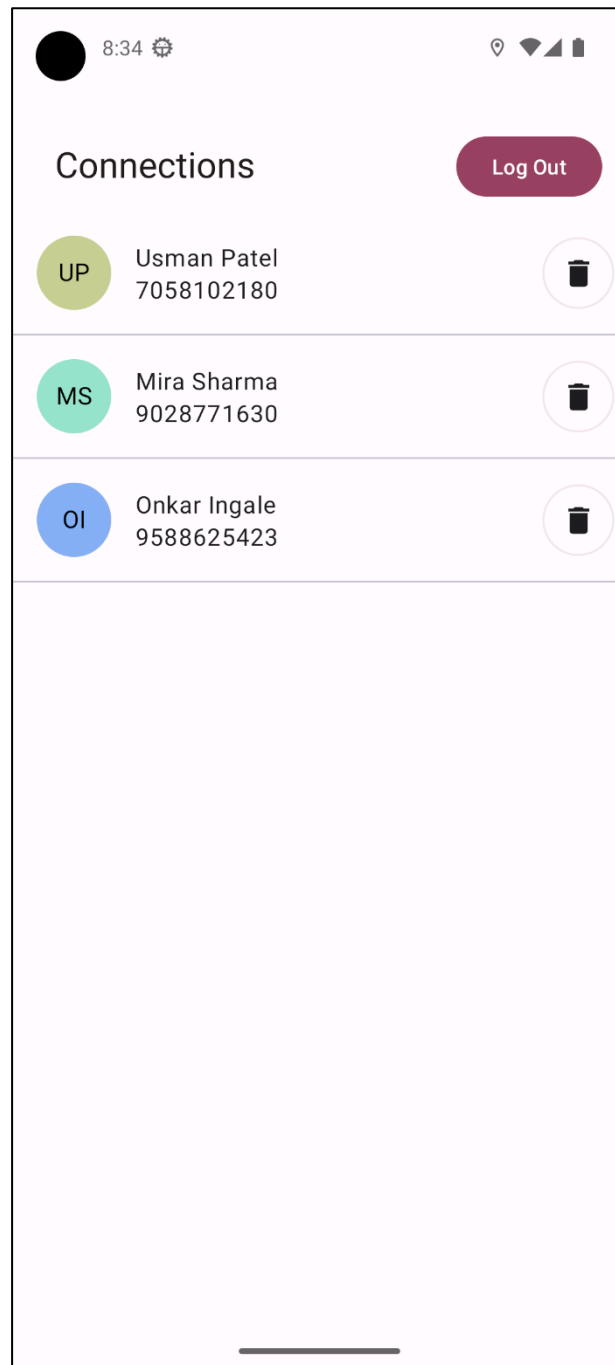 8:34
Connections
Log Out
UP
Usman Patel
7058102180
MS
Mira Sharma
9028771630
OI
Onkar Ingale
9588625423